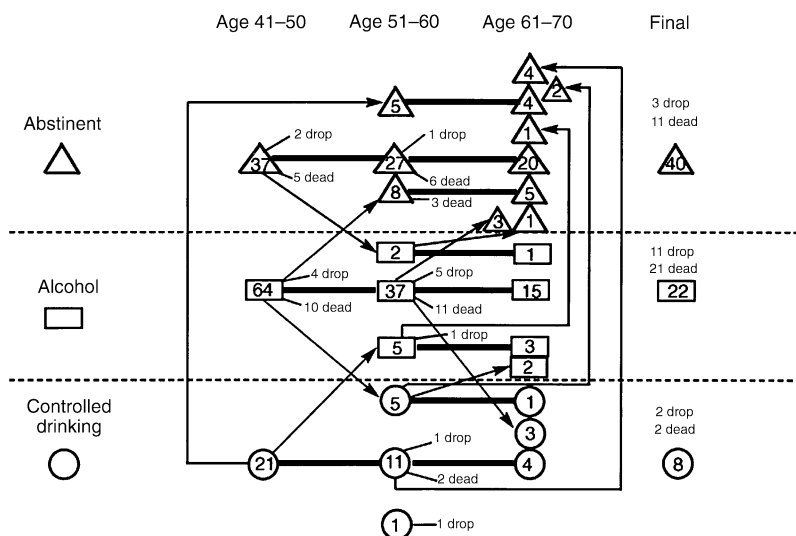 Age 41–50 Age 51–60 Age 61–70 Final
4
2
5 4 3 drop
11 dead
Abstinent 1
2 drop 1 drop
37 27 20 40
5 dead 6 dead
8 3 dead 5
3 1
2 1 11 drop
21 dead
Alcohol 4 drop 5 drop
64 37 15 22
10 dead 11 dead
1 drop
5 3
2
Controlled
drinking
5 1 2 drop
2 dead
3
1 drop
21 11 4 8
2 dead
1 1 drop